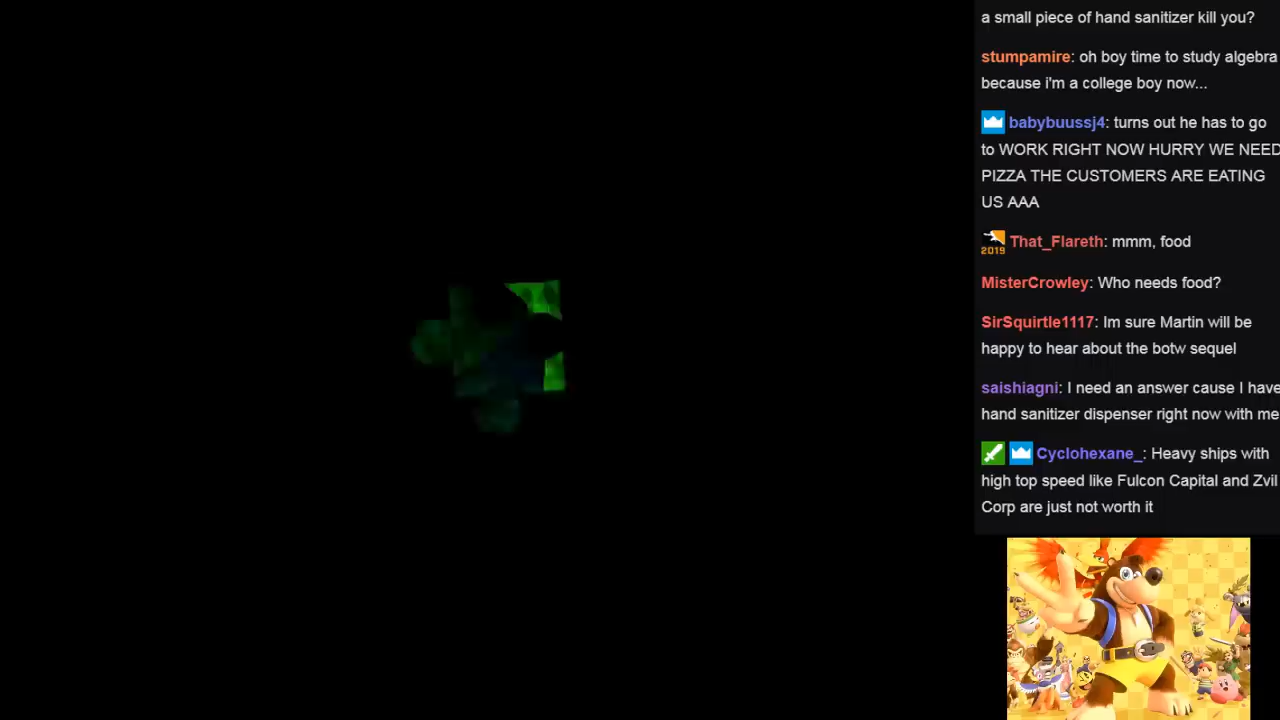 a small piece of hand sanitizer kill you?
stumpamire: oh boy time to study algebra
because i'm a college boy now...
babybuussj4: turns out he has to go
to WORK RIGHT NOW HURRY WE NEED
PIZZA THE CUSTOMERS ARE EATING
US AAA
2019 That_Flareth: mmm, food
MisterCrowley: Who needs food?
SirSquirtle1117: Im sure Martin will be
happy to hear about the botw sequel
saishiagni: I need an answer cause I have
hand sanitizer dispenser right now with me
Cyclohexane_: Heavy ships with
high top speed like Fulcon Capital and Zvil
Corp are just not worth it